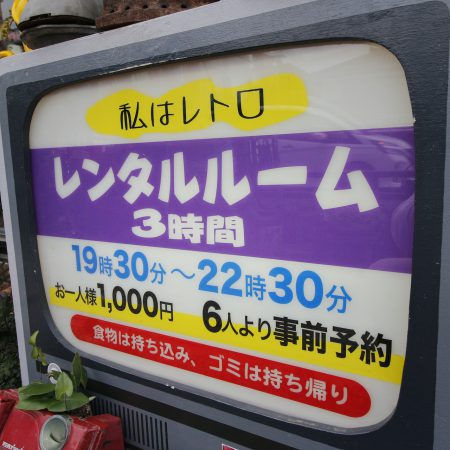 私はレトロ
レンタルルーム
3時間
19時30分〜22時30分
お一人様1,000円 6人より事前予約
食物は持ち込み、ゴミは持ち帰り